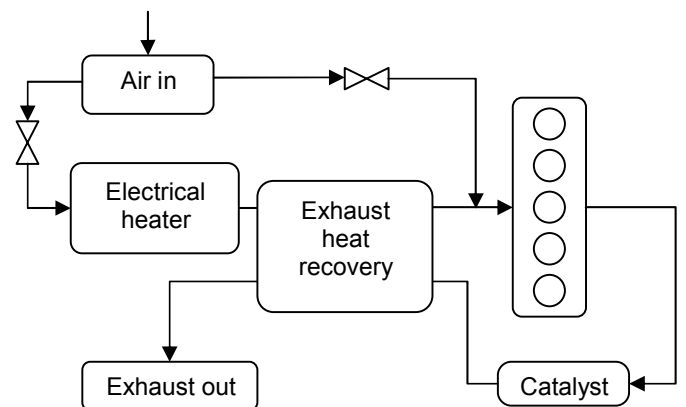 Air in
Electrical
heater
Exhaust
heat
recovery
Exhaust out
Catalyst